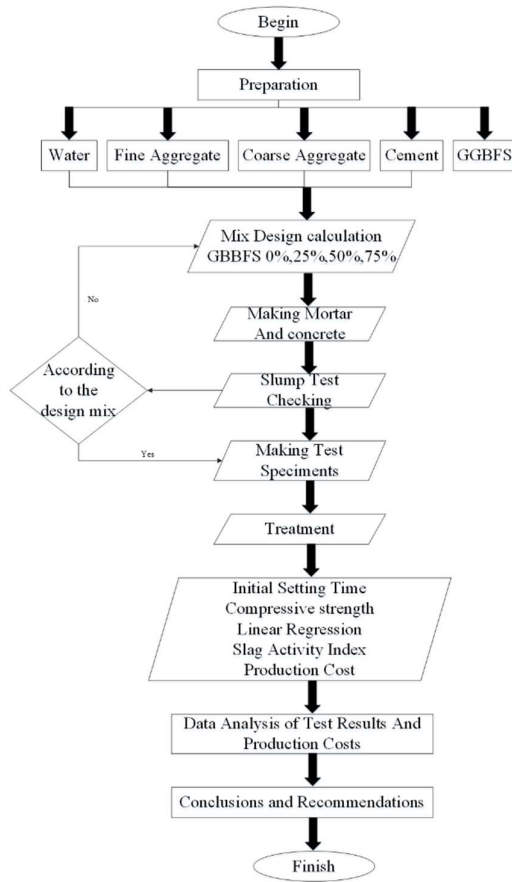 Begin
Preparation
Water
Fine Aggregate
Coarse Aggregate
Cement
GGBFS
Mix Design calculation
GBBFS 0%,25%,50%,75%
No
Making Mortar
And concrete
According
to the
design mix
Slump Test
Checking
Yes
Making Test
Speciments
Treatment
Initial Setting Time
Compressive strength
Linear Regression
Slag Activity Index
Production Cost
Data Analysis of Test Results And
Production Costs
Conclusions and Recommendations
Finish